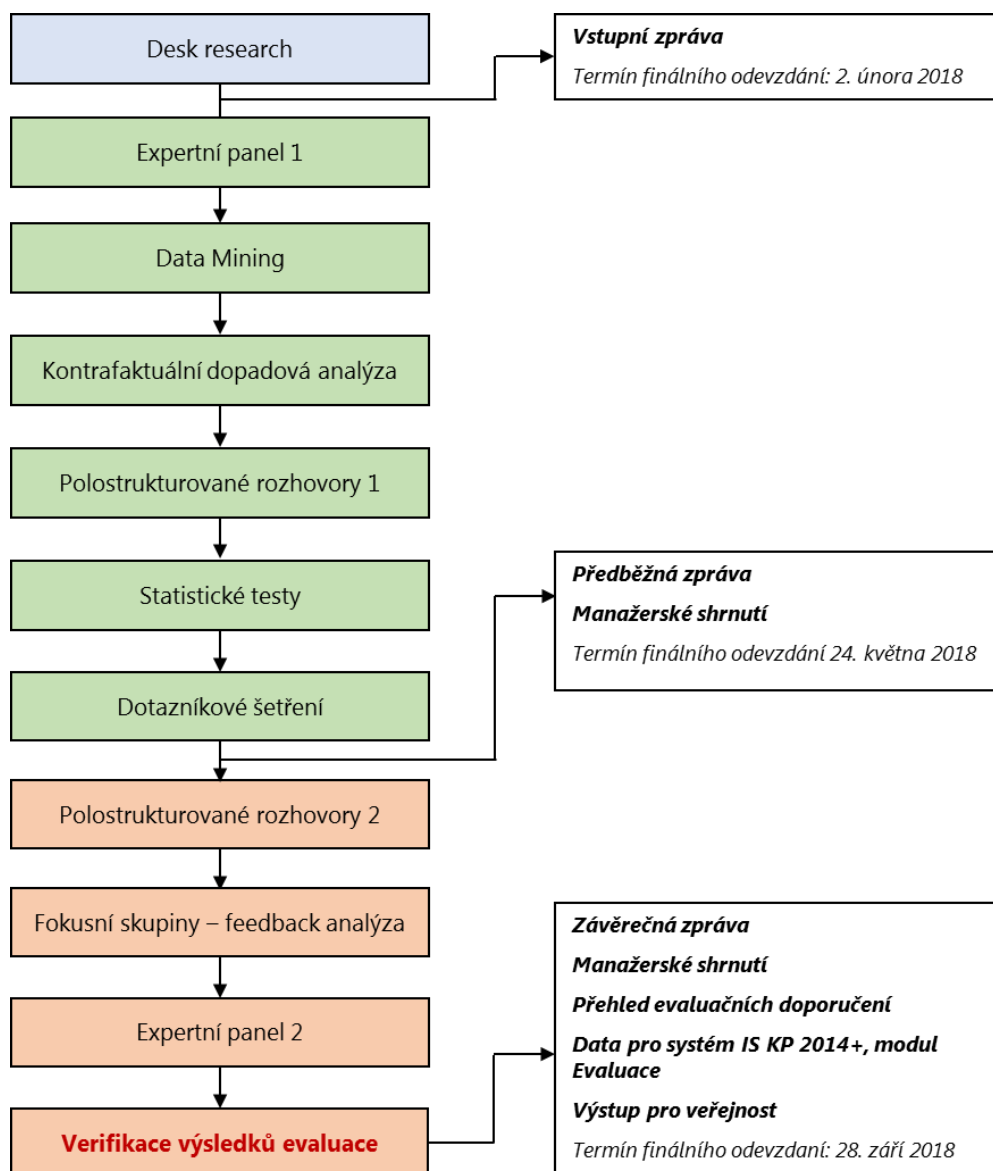 Desk research
Vstupní zpráva
Termín finálního odevzdání: 2. února 2018
Expertní panel 1
Data Mining
Kontrafaktuální dopadová analýza
Polostrukturované rozhovory 1
Statistické testy
Předběžná zpráva
Manažerské shrnutí
Termín finálního odevzdání 24. května 2018
Dotazníkové šetření
Polostrukturované rozhovory 2
Fokusní skupiny – feedback analýza
Expertní panel 2
Verifikace výsledků evaluace
Závěrečná zpráva
Manažerské shrnutí
Přehled evaluačních doporučení
Data pro systém IS KP 2014+, modul
Evaluace
Výstup pro veřejnost
Termín finálního odevzdaní: 28. září 2018